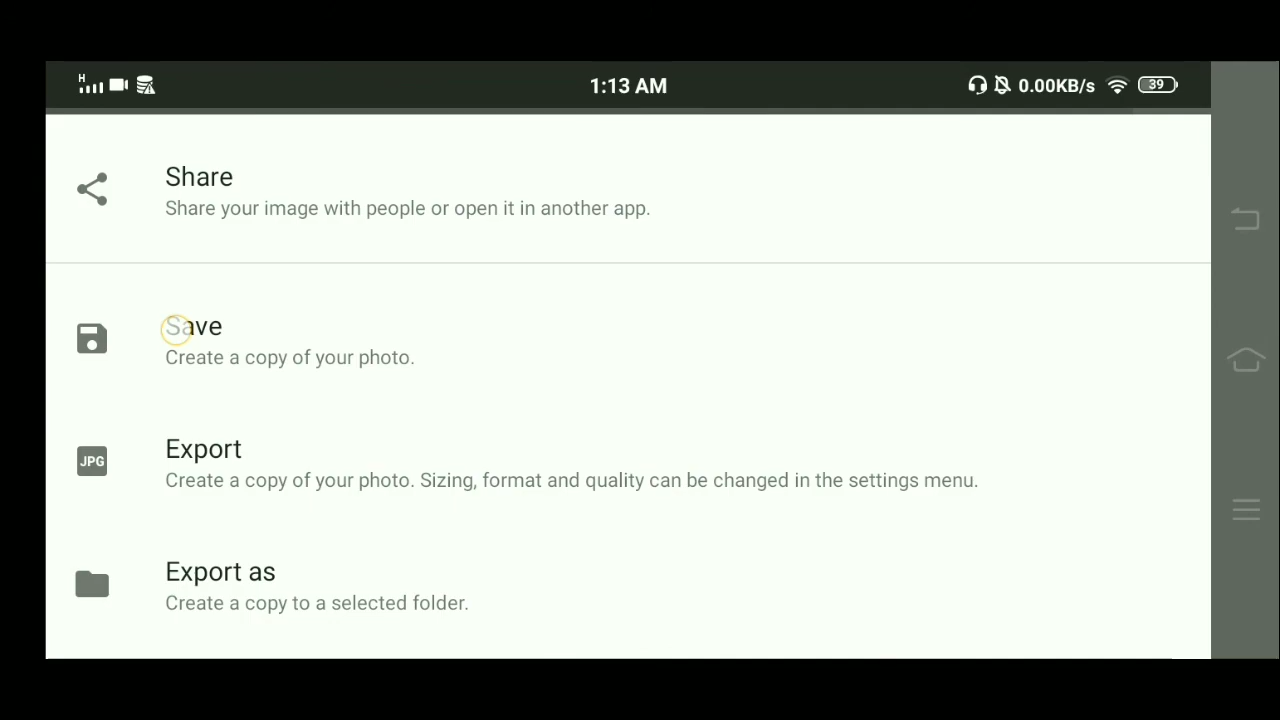 H 1:13 AM 0.00KB/s 39
Share
Share your image with people or open it in another app.
Save
Create a copy of your photo.
JPG Export
Create a copy of your photo. Sizing, format and quality can be changed in the settings menu.
Export as
Create a copy to a selected folder.